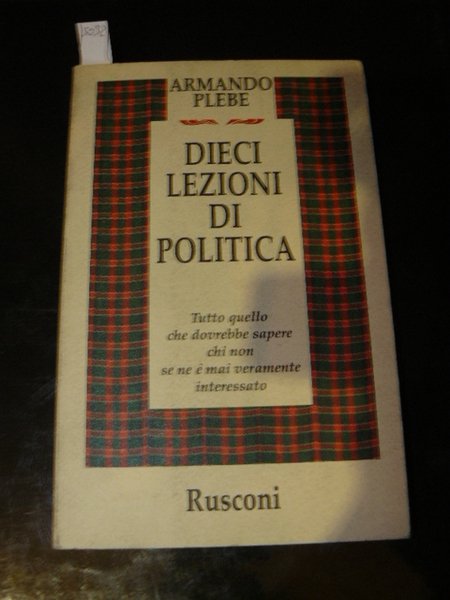 ARMANDO
PLEBE
DIECI
LEZIONI
DI
POLITICA
Tutto quello
che dovrebbe sapere
chi non
se ne è mai veramente
interessato
Rusconi